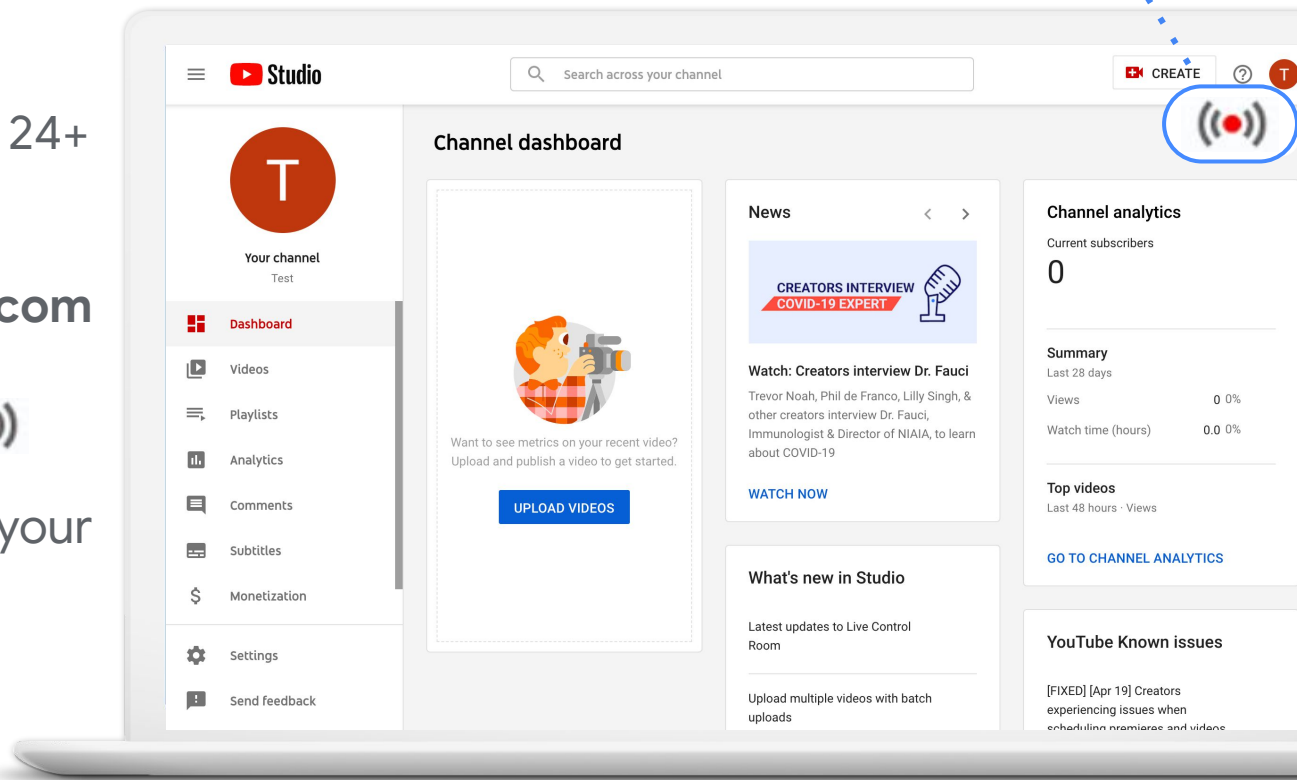 24+
.com
your
Studio
Search across your channel
CREATE
T
T
Your channel
Test
Dashboard
Videos
Playlists
Analytics
Comments
Subtitles
Monetization
Settings
Send feedback
Channel dashboard
Want to see metrics on your recent video?
Upload and publish a video to get started.
UPLOAD VIDEOS
News
CREATORS INTERVIEW
COVID-19 EXPERT
Watch: Creators interview Dr. Fauci
Trevor Noah, Phil de Franco, Lilly Singh, &
other creators interview Dr. Fauci,
Immunologist & Director of NIAIA, to learn
about COVID-19
WATCH NOW
What's new in Studio
Latest updates to Live Control
Room
Upload multiple videos with batch
uploads
Channel analytics
Current subscribers
0
Summary
Last 28 days
Views 0 0%
Watch time (hours) 0.0 0%
Top videos
Last 48 hours · Views
GO TO CHANNEL ANALYTICS
YouTube Known issues
[FIXED] [Apr 19] Creators
experiencing issues when
scheduling premieres and videos